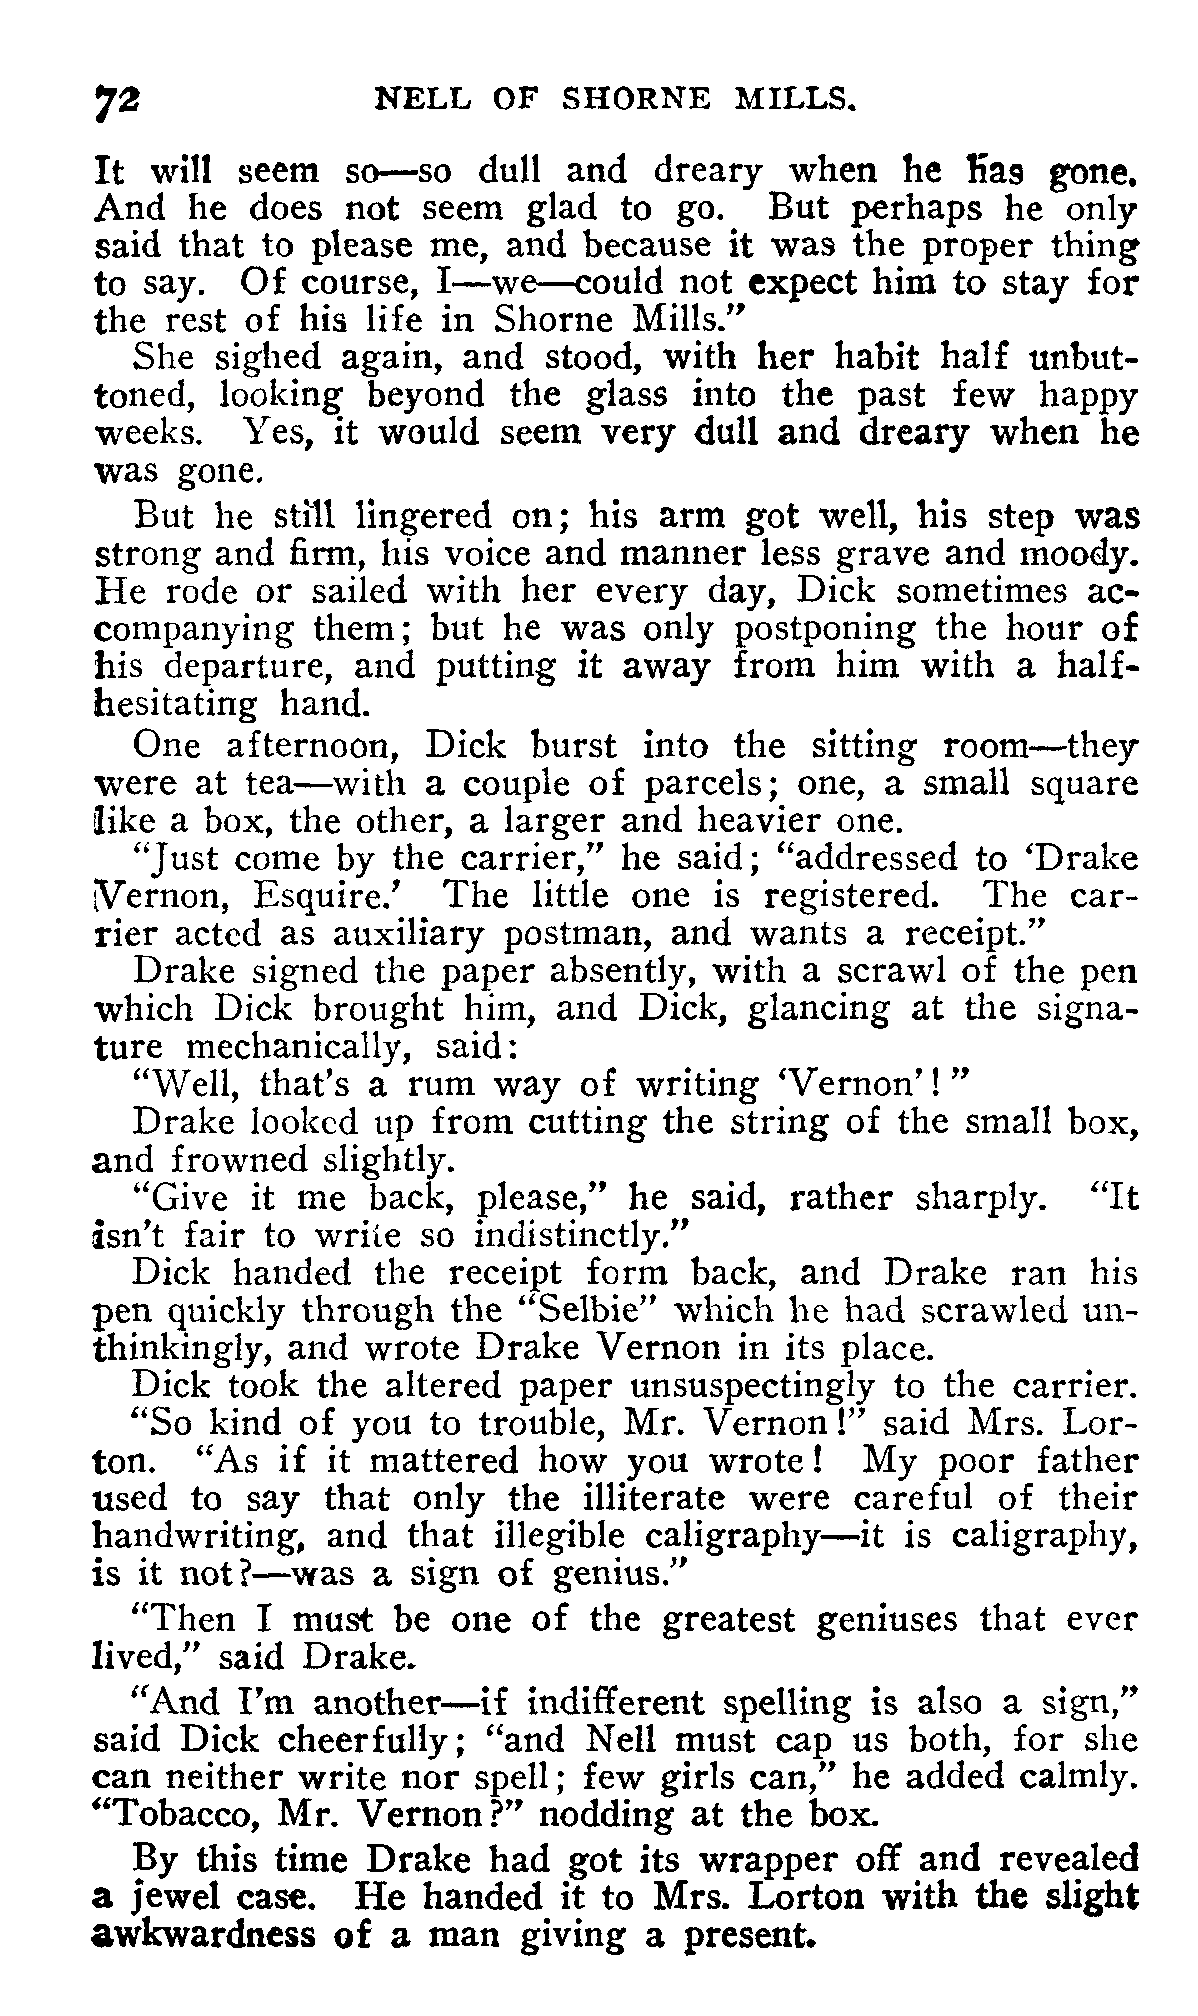 72 NELL OF SHORNE MILLS.
It will seem so—so dull and dreary when he has gone.
And he does not seem glad to go. But perhaps he only
said that to please me, and because it was the proper thing
to say. Of course, I—we—could not expect him to stay for
the rest of his life in Shorne Mills.”
She sighed again, and stood, with her habit half unbut-
toned, looking beyond the glass into the past few happy
weeks. Yes, it would seem very dull and dreary when he
was gone.
But he still lingered on; his arm got well, his step was
strong and firm, his voice and manner less grave and moody.
He rode or sailed with her every day, Dick sometimes ac-
companying them; but he was only postponing the hour of
his departure, and putting it away from him with a half-
hesitating hand.
One afternoon, Dick burst into the sitting room—they
were at tea—with a couple of parcels; one, a small square
like a box, the other, a larger and heavier one.
“Just come by the carrier,” he said; “addressed to ‘Drake
Vernon, Esquire.’ The little one is registered. The car-
rier acted as auxiliary postman, and wants a receipt.”
Drake signed the paper absently, with a scrawl of the pen
which Dick brought him, and Dick, glancing at the signa-
ture mechanically, said:
“Well, that’s a rum way of writing ‘Vernon’!”
Drake looked up from cutting the string of the small box,
and frowned slightly.
“Give it me back, please,” he said, rather sharply. “It
isn’t fair to write so indistinctly.”
Dick handed the receipt form back, and Drake ran his
pen quickly through the “Selbie” which he had scrawled un-
thinkingly, and wrote Drake Vernon in its place.
Dick took the altered paper unsuspectingly to the carrier.
“So kind of you to trouble, Mr. Vernon!” said Mrs. Lor-
ton. “As if it mattered how you wrote! My poor father
used to say that only the illiterate were careful of their
handwriting, and that illegible caligraphy—it is caligraphy,
is it not?—was a sign of genius.”
“Then I must be one of the greatest geniuses that ever
lived,” said Drake.
“And I’m another—if indifferent spelling is also a sign,”
said Dick cheerfully; “and Nell must cap us both, for she
can neither write nor spell; few girls can,” he added calmly.
“Tobacco, Mr. Vernon?” nodding at the box.
By this time Drake had got its wrapper off and revealed
a jewel case. He handed it to Mrs. Lorton with the slight
awkwardness of a man giving a present.